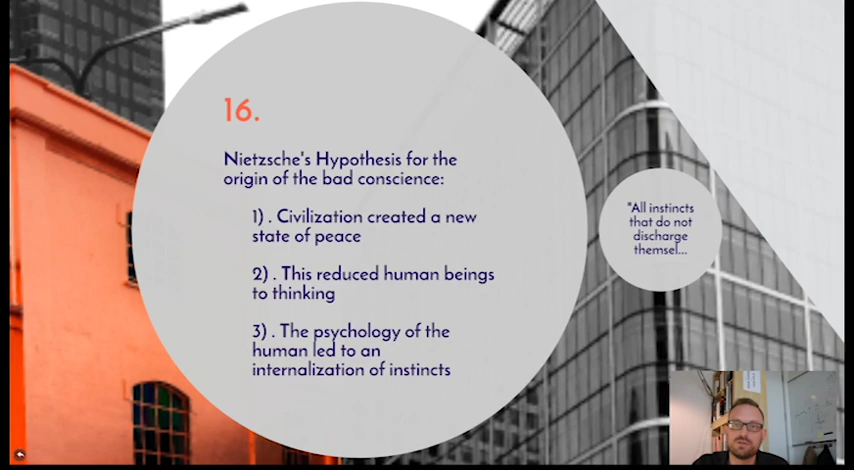 16.
Nietzsche's Hypothesis for the
origin of the bad conscience:
1) . Civilization created a new
state of peace
2) . This reduced human beings
to thinking
3) . The psychology of the
human led to an
internalization of instincts
"All instincts
that do not
discharge
themsel...